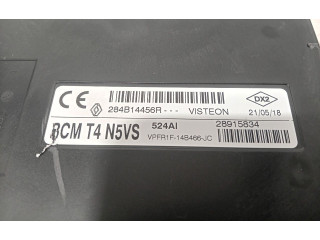 CE
284B14456R--- VISTEON
DX2
21/05/18
BCM T4 N5VS
524AI
28915834
VPFR1F-14B466-JC